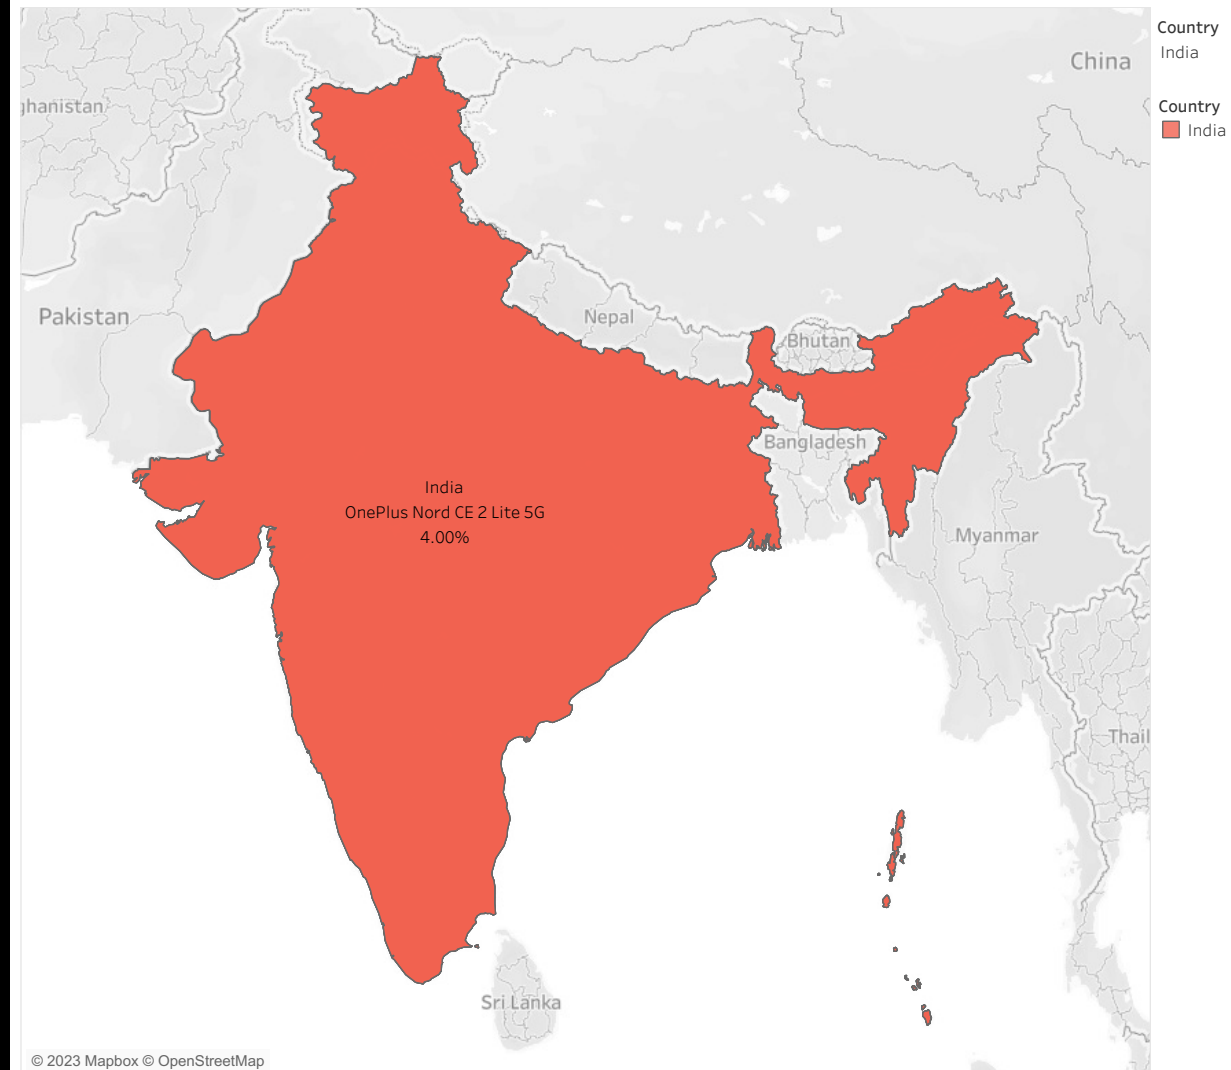 Country
India
China
Country
India
ghanistan
Pakistan
Nepal
Bhutan
Bangladesh
India
OnePlus Nord CE 2 Lite 5G
4.00%
Myanmar
Thail
Sri Lanka
© 2023 Mapbox © OpenStreetMap